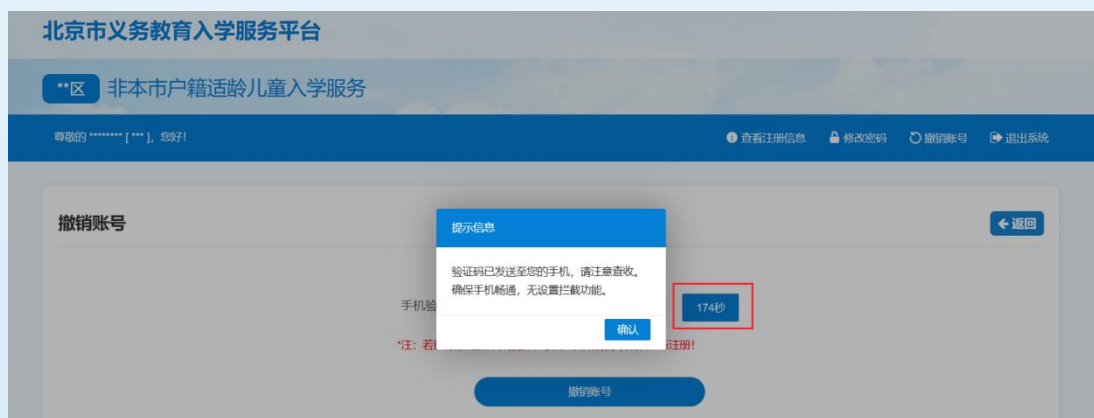 北京市义务教育入学服务平台
**区 非本市户籍适龄儿童入学服务
尊敬的 ******** [ *** ]，您好! 查看注册信息 修改密码 撤销账号 退出系统
撤销账号
返回
提示信息
验证码已发送至您的手机，请注意查收。
确保手机畅通，无设置拦截功能。
确认
手机验
174秒
*注：若
注册!
撤销账号